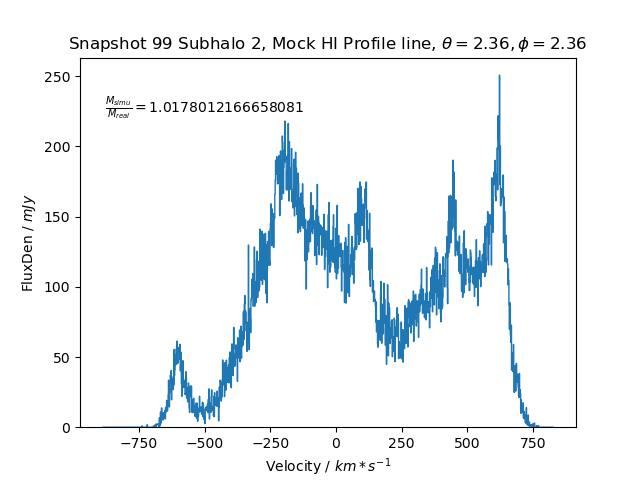 Snapshot 99 Subhalo 2, Mock HI Profile line, θ = 2.36, ϕ = 2.36
M_simu / M_real = 1.0178012166658081
FluxDen / mJy
250
200
150
100
50
0
−750 −500 −250 0 250 500 750
Velocity / km * s^−1